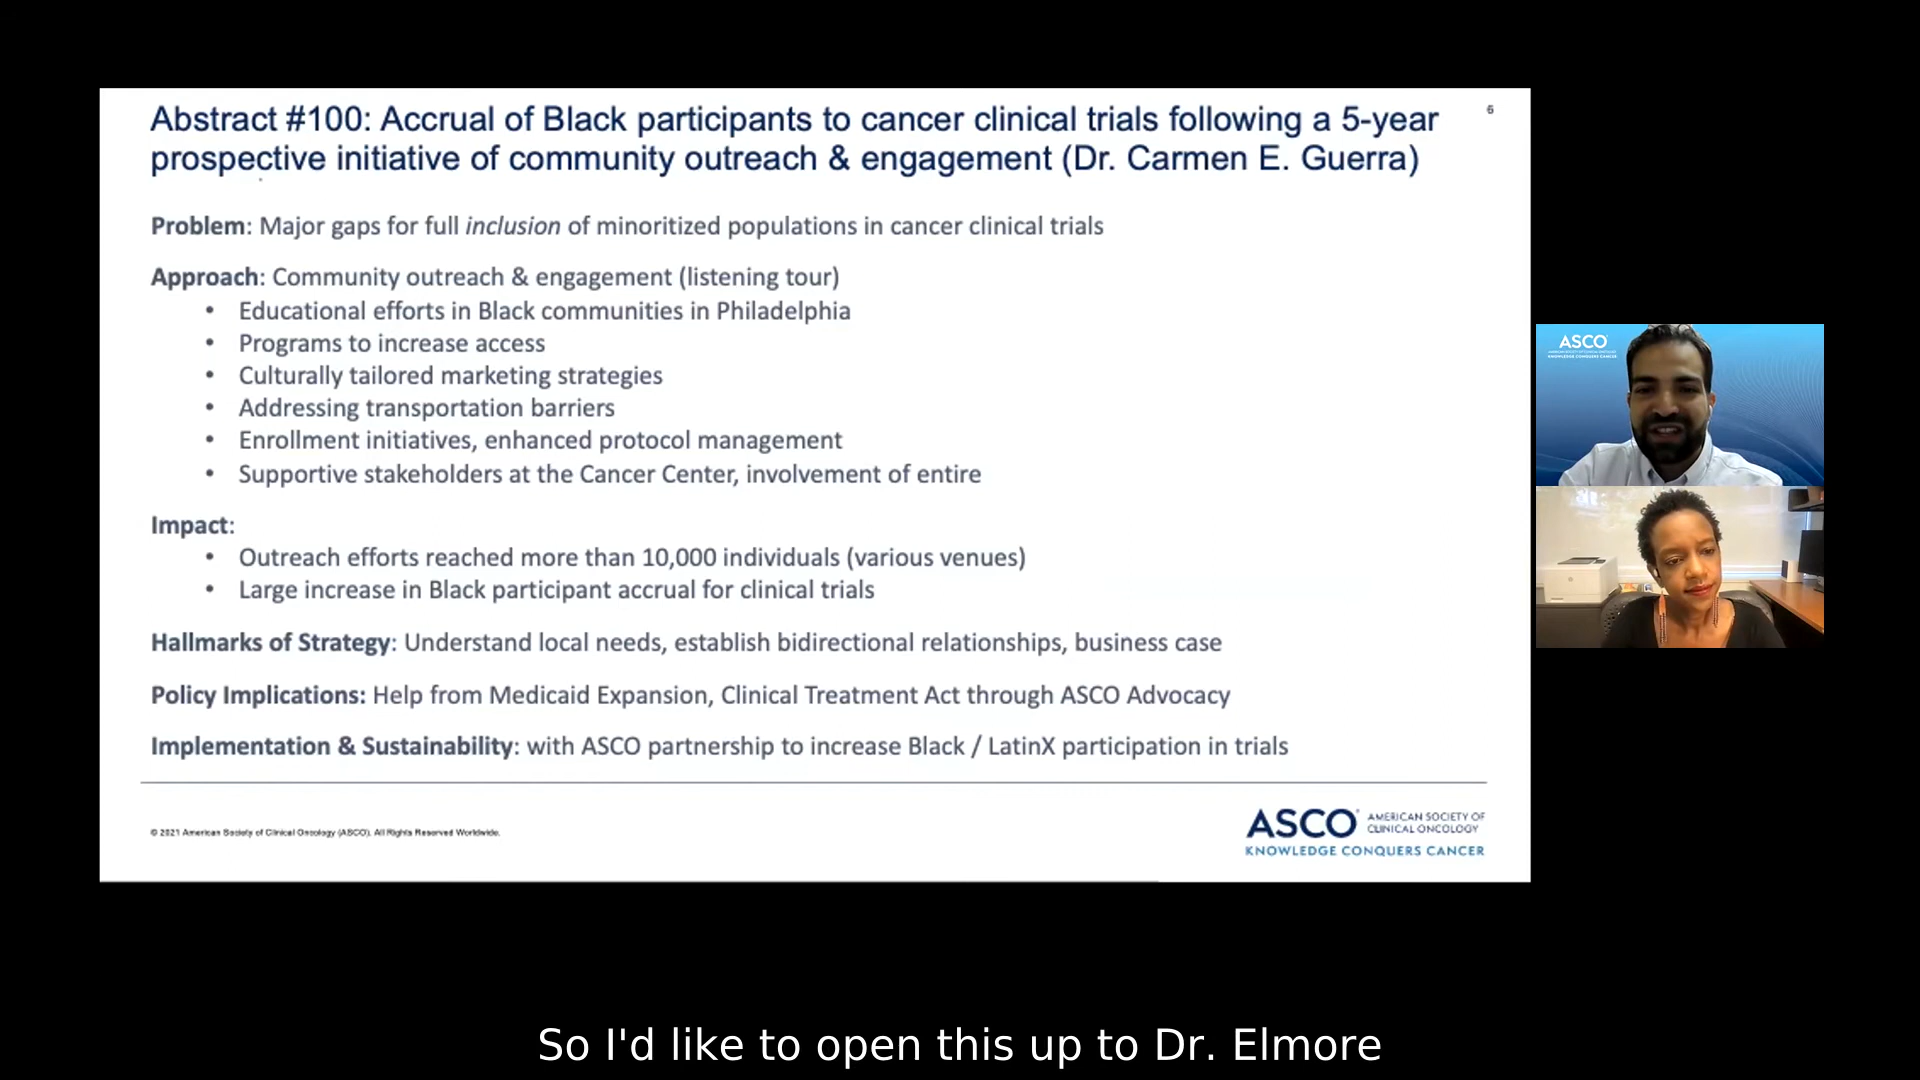 Abstract #100: Accrual of Black participants to cancer clinical trials following a 5-year
prospective initiative of community outreach & engagement (Dr. Carmen E. Guerra)
6
Problem: Major gaps for full inclusion of minoritized populations in cancer clinical trials
Approach: Community outreach & engagement (listening tour)
• Educational efforts in Black communities in Philadelphia
• Programs to increase access
• Culturally tailored marketing strategies
• Addressing transportation barriers
• Enrollment initiatives, enhanced protocol management
• Supportive stakeholders at the Cancer Center, involvement of entire
Impact:
• Outreach efforts reached more than 10,000 individuals (various venues)
• Large increase in Black participant accrual for clinical trials
Hallmarks of Strategy: Understand local needs, establish bidirectional relationships, business case
Policy Implications: Help from Medicaid Expansion, Clinical Treatment Act through ASCO Advocacy
Implementation & Sustainability: with ASCO partnership to increase Black / LatinX participation in trials
© 2021 American Society of Clinical Oncology (ASCO). All Rights Reserved Worldwide.
ASCO AMERICAN SOCIETY OF
CLINICAL ONCOLOGY
KNOWLEDGE CONQUERS CANCER
ASCO
KNOWLEDGE CONQUERS CANCER
So I'd like to open this up to Dr. Elmore